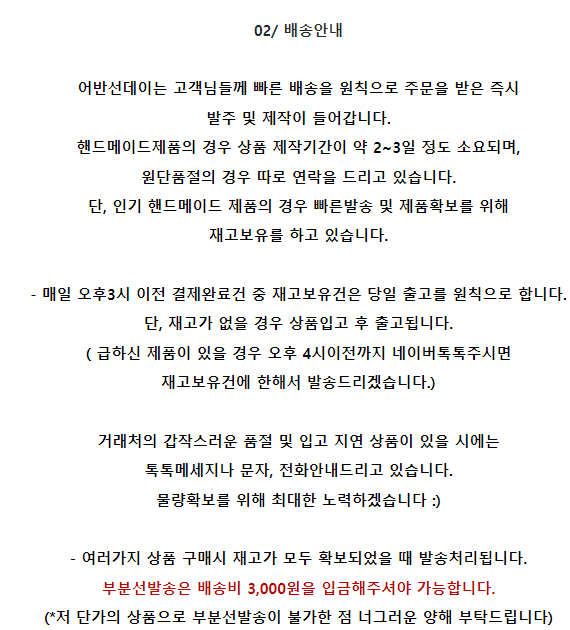 02/ 배송안내
어반선데이는 고객님들께 빠른 배송을 원칙으로 주문을 받은 즉시
발주 및 제작이 들어갑니다.
핸드메이드제품의 경우 상품 제작기간이 약 2~3일 정도 소요되며,
원단품절의 경우 따로 연락을 드리고 있습니다.
단, 인기 핸드메이드 제품의 경우 빠른발송 및 제품확보를 위해
재고보유를 하고 있습니다.
- 매일 오후3시 이전 결제완료건 중 재고보유건은 당일 출고를 원칙으로 합니다.
단, 재고가 없을 경우 상품입고 후 출고됩니다.
( 급하신 제품이 있을 경우 오후 4시이전까지 네이버톡톡주시면
재고보유건에 한해서 발송드리겠습니다.)
거래처의 갑작스러운 품절 및 입고 지연 상품이 있을 시에는
톡톡메세지나 문자, 전화안내드리고 있습니다.
물량확보를 위해 최대한 노력하겠습니다 :)
- 여러가지 상품 구매시 재고가 모두 확보되었을 때 발송처리됩니다.
부분선발송은 배송비 3,000원을 입금해주셔야 가능합니다.
(*저 단가의 상품으로 부분선발송이 불가한 점 너그러운 양해 부탁드립니다)